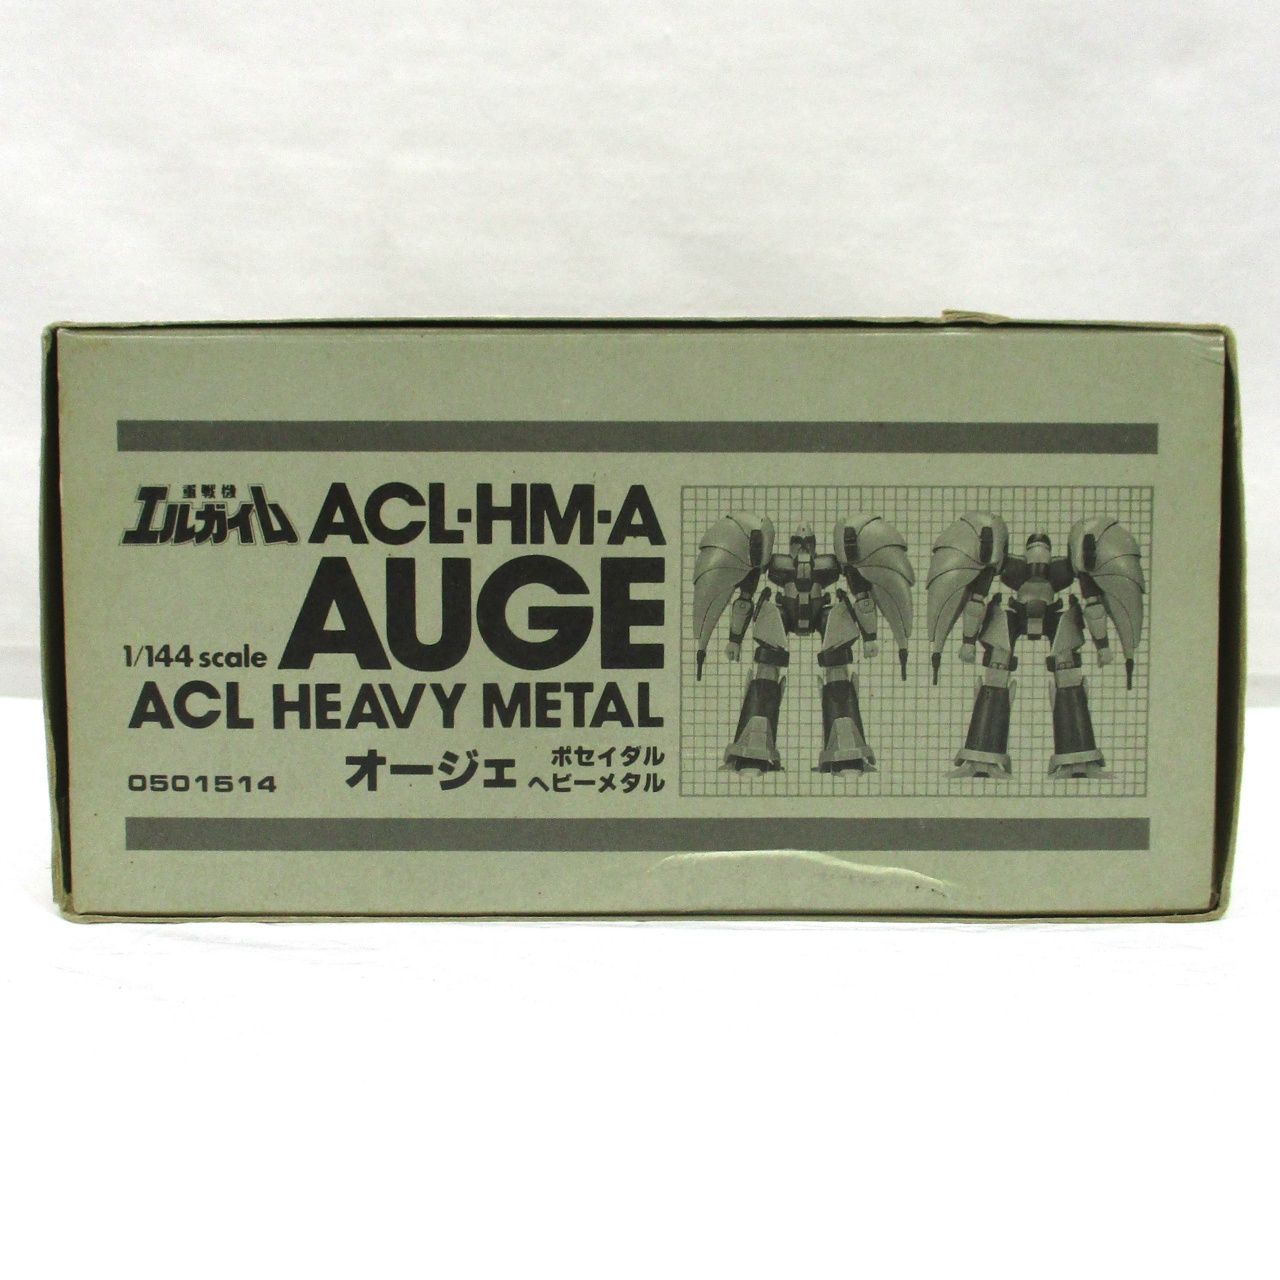 重戦機
エルガイム
ACL-HM-A
AUGE
1/144 scale
ACL HEAVY METAL
オージェ
ポセイダル
ヘビーメタル
0501514